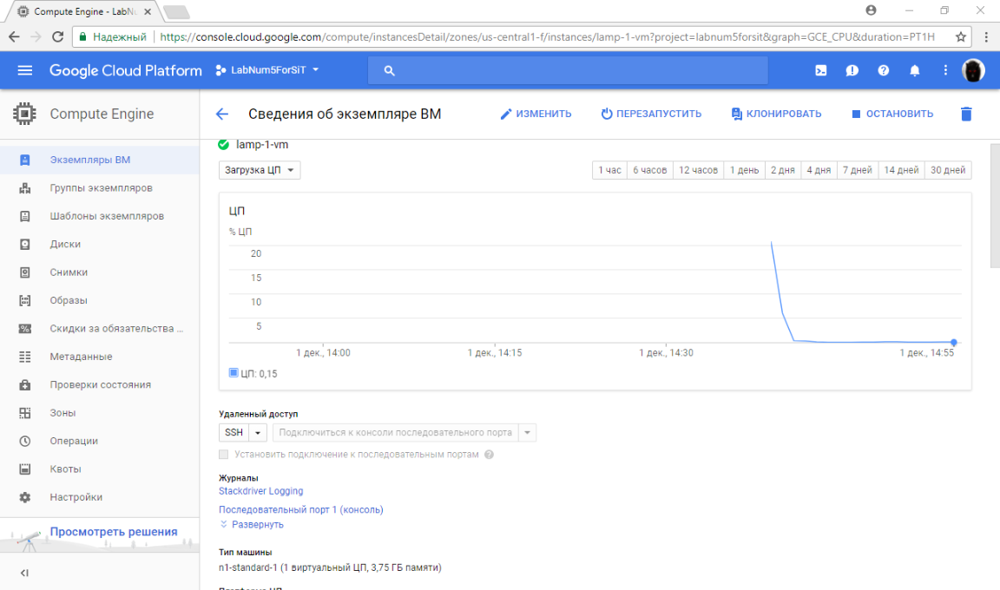 Compute Engine - LabNu
Надежный
https://console.cloud.google.com/compute/instancesDetail/zones/us-central1-f/instances/lamp-1-vm?project=labnum5forsit&graph=GCE_CPU&duration=PT1H
Google Cloud Platform
LabNum5ForSiT
Compute Engine
Сведения об экземпляре ВМ
ИЗМЕНИТЬ
ПЕРЕЗАПУСТИТЬ
КЛОНИРОВАТЬ
ОСТАНОВИТЬ
Экземпляры ВМ
Группы экземпляров
Шаблоны экземпляров
Диски
Снимки
Образы
Скидки за обязательства ...
Метаданные
Проверки состояния
Зоны
Операции
Квоты
Настройки
Просмотреть решения
lamp-1-vm
Загрузка ЦП
1 час
6 часов
12 часов
1 день
2 дня
4 дня
7 дней
14 дней
30 дней
ЦП
% ЦП
20
15
10
5
1 дек., 14:00
1 дек., 14:15
1 дек., 14:30
1 дек., 14:55
ЦП: 0,15
Удаленный доступ
SSH
Подключиться к консоли последовательного порта
Установить подключение к последовательным портам
Журналы
Stackdriver Logging
Последовательный порт 1 (консоль)
Развернуть
Тип машины
n1-standard-1 (1 виртуальный ЦП, 3,75 ГБ памяти)